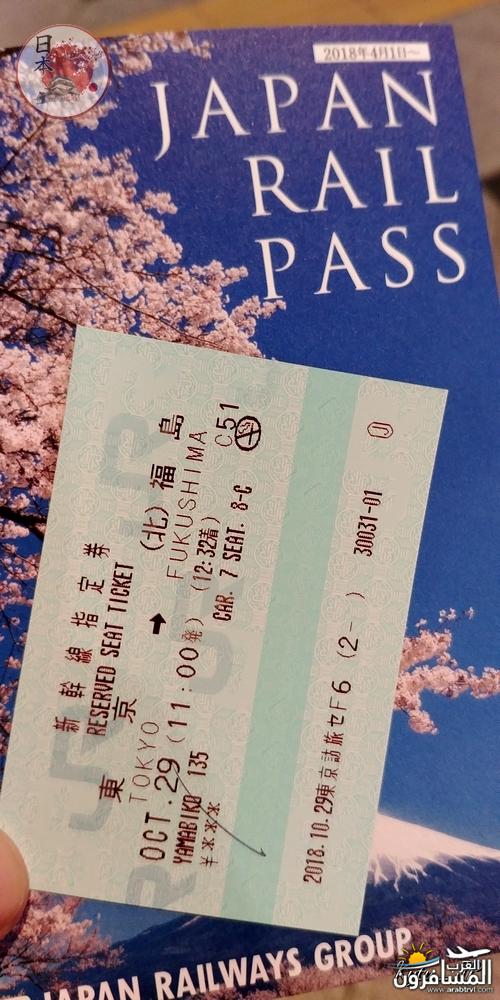 日本
2018年4月1日～
JAPAN
RAIL
PASS
新幹線指定券
RESERVED SEAT TICKET
東京 ➡ (北)福島
TOKYO FUKUSHIMA
OCT.29 (11:00発) (12:32着) C51
YAMABIKO 135 CAR. 7 SEAT. 8-C
¥***
2018.10.29東京訪旅セF6 (2- ) 30031-01
JAPAN RAILWAYS GROUP
المسافرون
العرب
www.arabtrvl.com